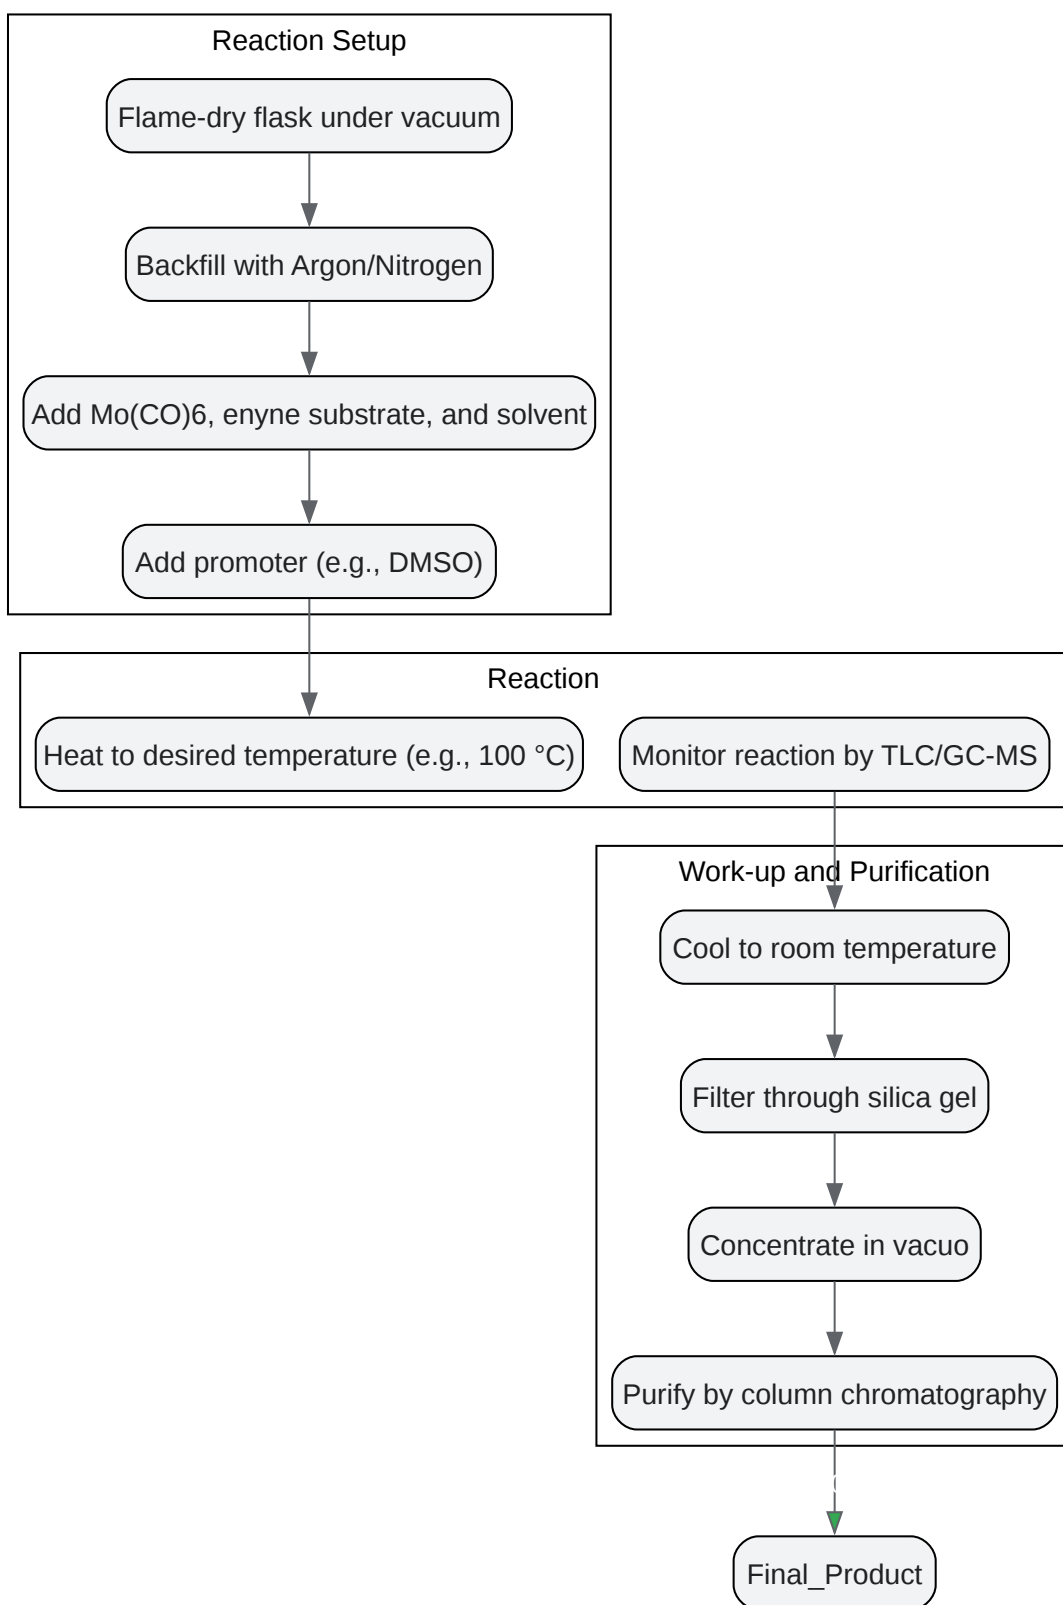 Reaction Setup
Flame-dry flask under vacuum
Backfill with Argon/Nitrogen
Add Mo(CO)6, enyne substrate, and solvent
Add promoter (e.g., DMSO)
Reaction
Heat to desired temperature (e.g., 100 °C)
Monitor reaction by TLC/GC-MS
Work-up and Purification
Cool to room temperature
Filter through silica gel
Concentrate in vacuo
Purify by column chromatography
Final_Product